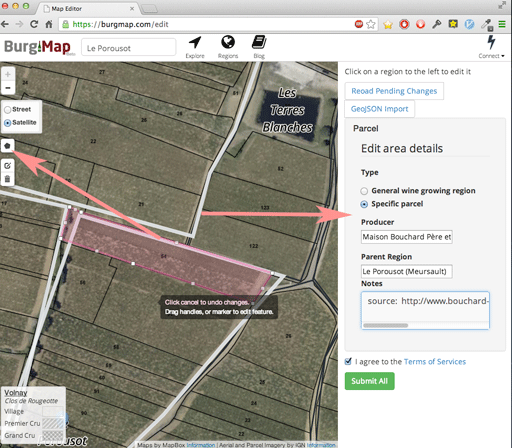 Map Editor
burgmap.com/edit
BurgMap
Le Porousot
Explore
Regions
Blog
Connect
Street
Satellite
Les
Terres
Blanches
Click cancel to undo changes.
Drag handles, or marker to edit feature.
Volnay
Clos de Rougeotte
Village
Premier Cru
Grand Cru
Maps by MapBox Information | Aerial and Parcel Imagery by IGN Information
Click on a region to the left to edit it
Reoad Pending Changes
GeoJSON Import
Parcel
Edit area details
Type
General wine growing region
Specific parcel
Producer
Maison Bouchard Père et
Parent Region
Le Porousot (Meursault)
Notes
source: http://www.bouchard-
I agree to the Terms of Services
Submit All